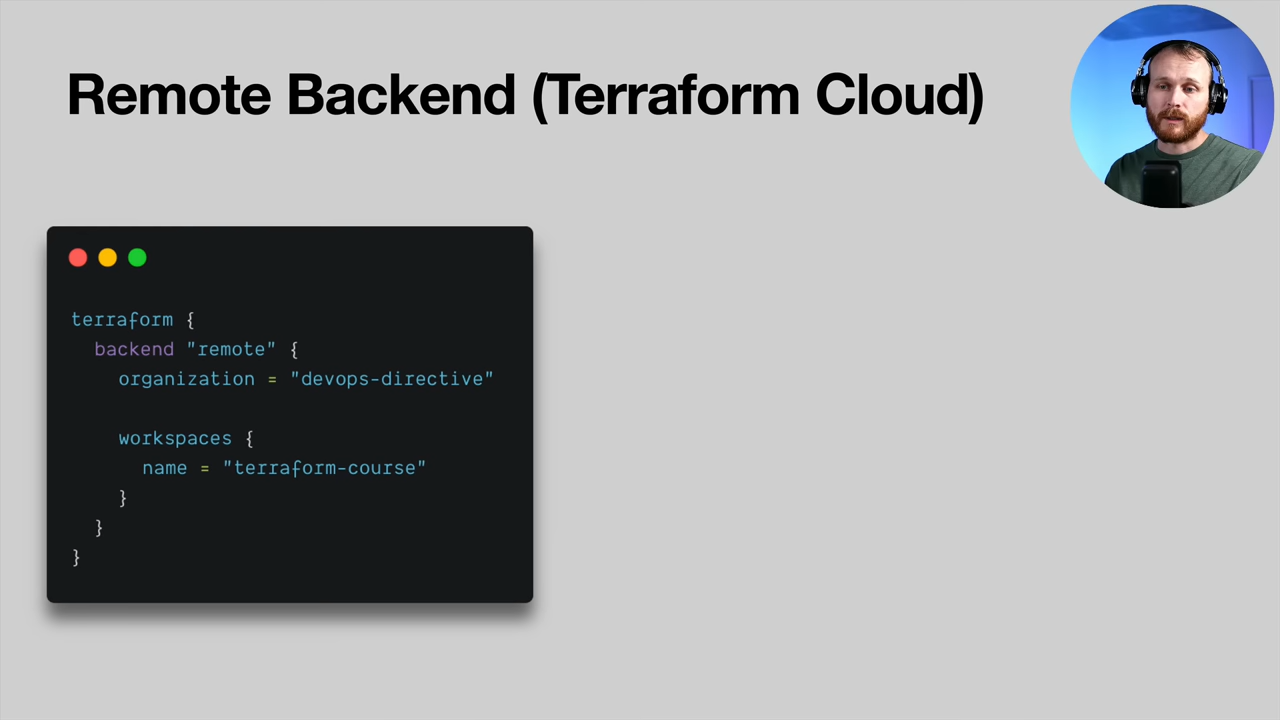 Remote Backend (Terraform Cloud)
terraform {
  backend "remote" {
    organization = "devops-directive"

    workspaces {
      name = "terraform-course"
    }
  }
}